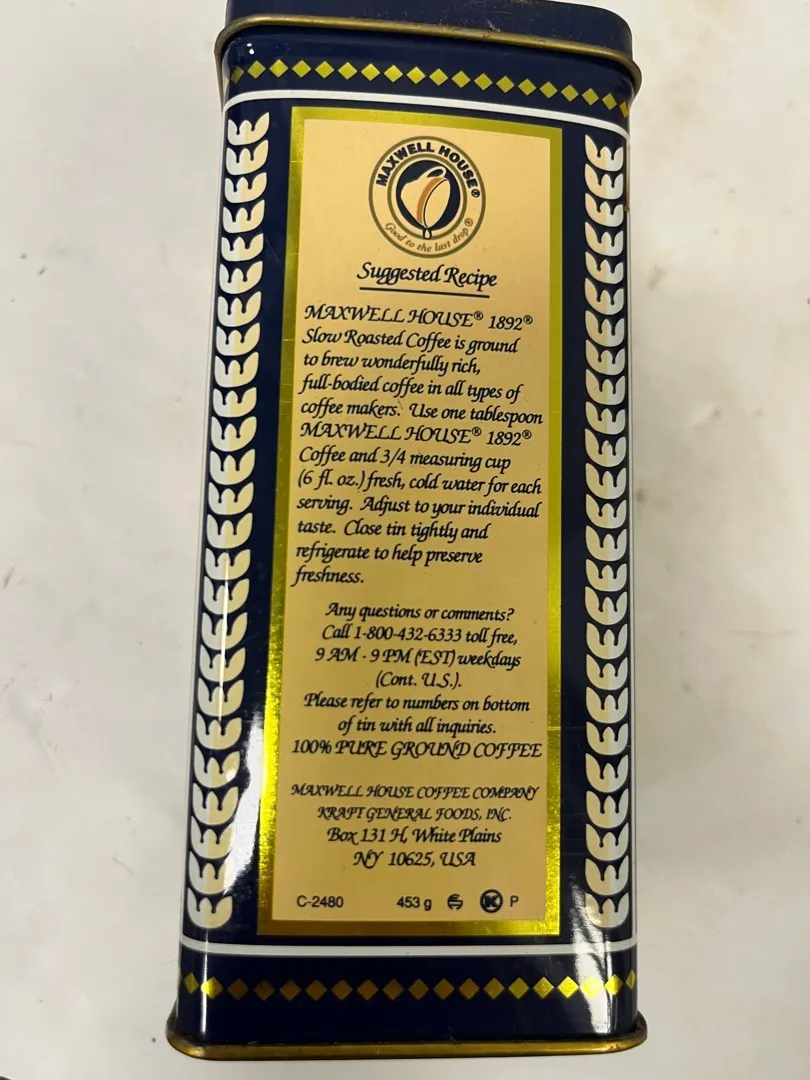 MAXWELL HOUSE®
Good to the last drop®
Suggested Recipe
MAXWELL HOUSE® 1892®
Slow Roasted Coffee is ground
to brew wonderfully rich,
full-bodied coffee in all types of
coffee makers. Use one tablespoon
MAXWELL HOUSE® 1892®
Coffee and 3/4 measuring cup
(6 fl. oz.) fresh, cold water for each
serving. Adjust to your individual
taste. Close tin tightly and
refrigerate to help preserve
freshness.
Any questions or comments?
Call 1-800-432-6333 toll free,
9 AM - 9 PM (EST) weekdays
(Cont. U.S.).
Please refer to numbers on bottom
of tin with all inquiries.
100% PURE GROUND COFFEE
MAXWELL HOUSE COFFEE COMPANY
KRAFT GENERAL FOODS, INC.
Box 131 H, White Plains
NY 10625, USA
C-2480 453 g K P